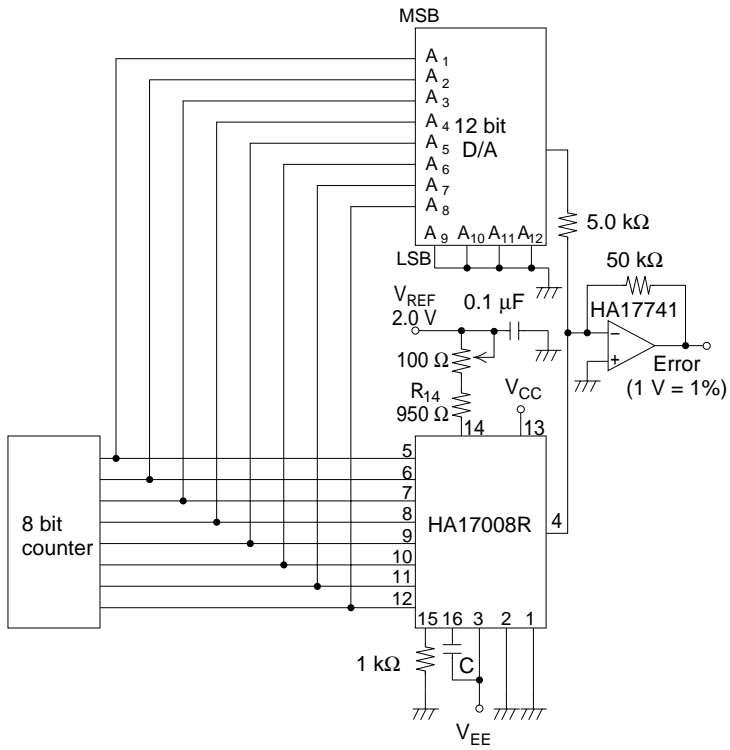 MSB
A1
A2
A3
A4
A5
A6
A7
A8
12 bit
D/A
A9 A10 A11 A12
LSB
5.0 kΩ
50 kΩ
HA17741
−
+
Error
(1 V = 1%)
VREF
2.0 V
0.1 μF
100 Ω
R14
950 Ω
VCC
14 13
8 bit
counter
5
6
7
8
9
10
11
12
HA17008R
4
15 16 3 2 1
1 kΩ
C
VEE